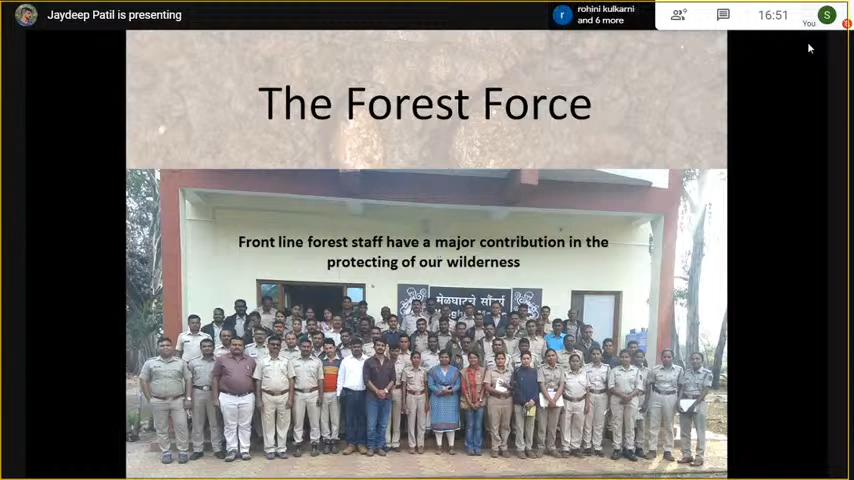 Jaydeep Patil is presenting
rohini kulkarni
and 6 more
16:51
You
S
r
The Forest Force
Front line forest staff have a major contribution in the
protecting of our wilderness
मेळघाटचे सौंदर्य